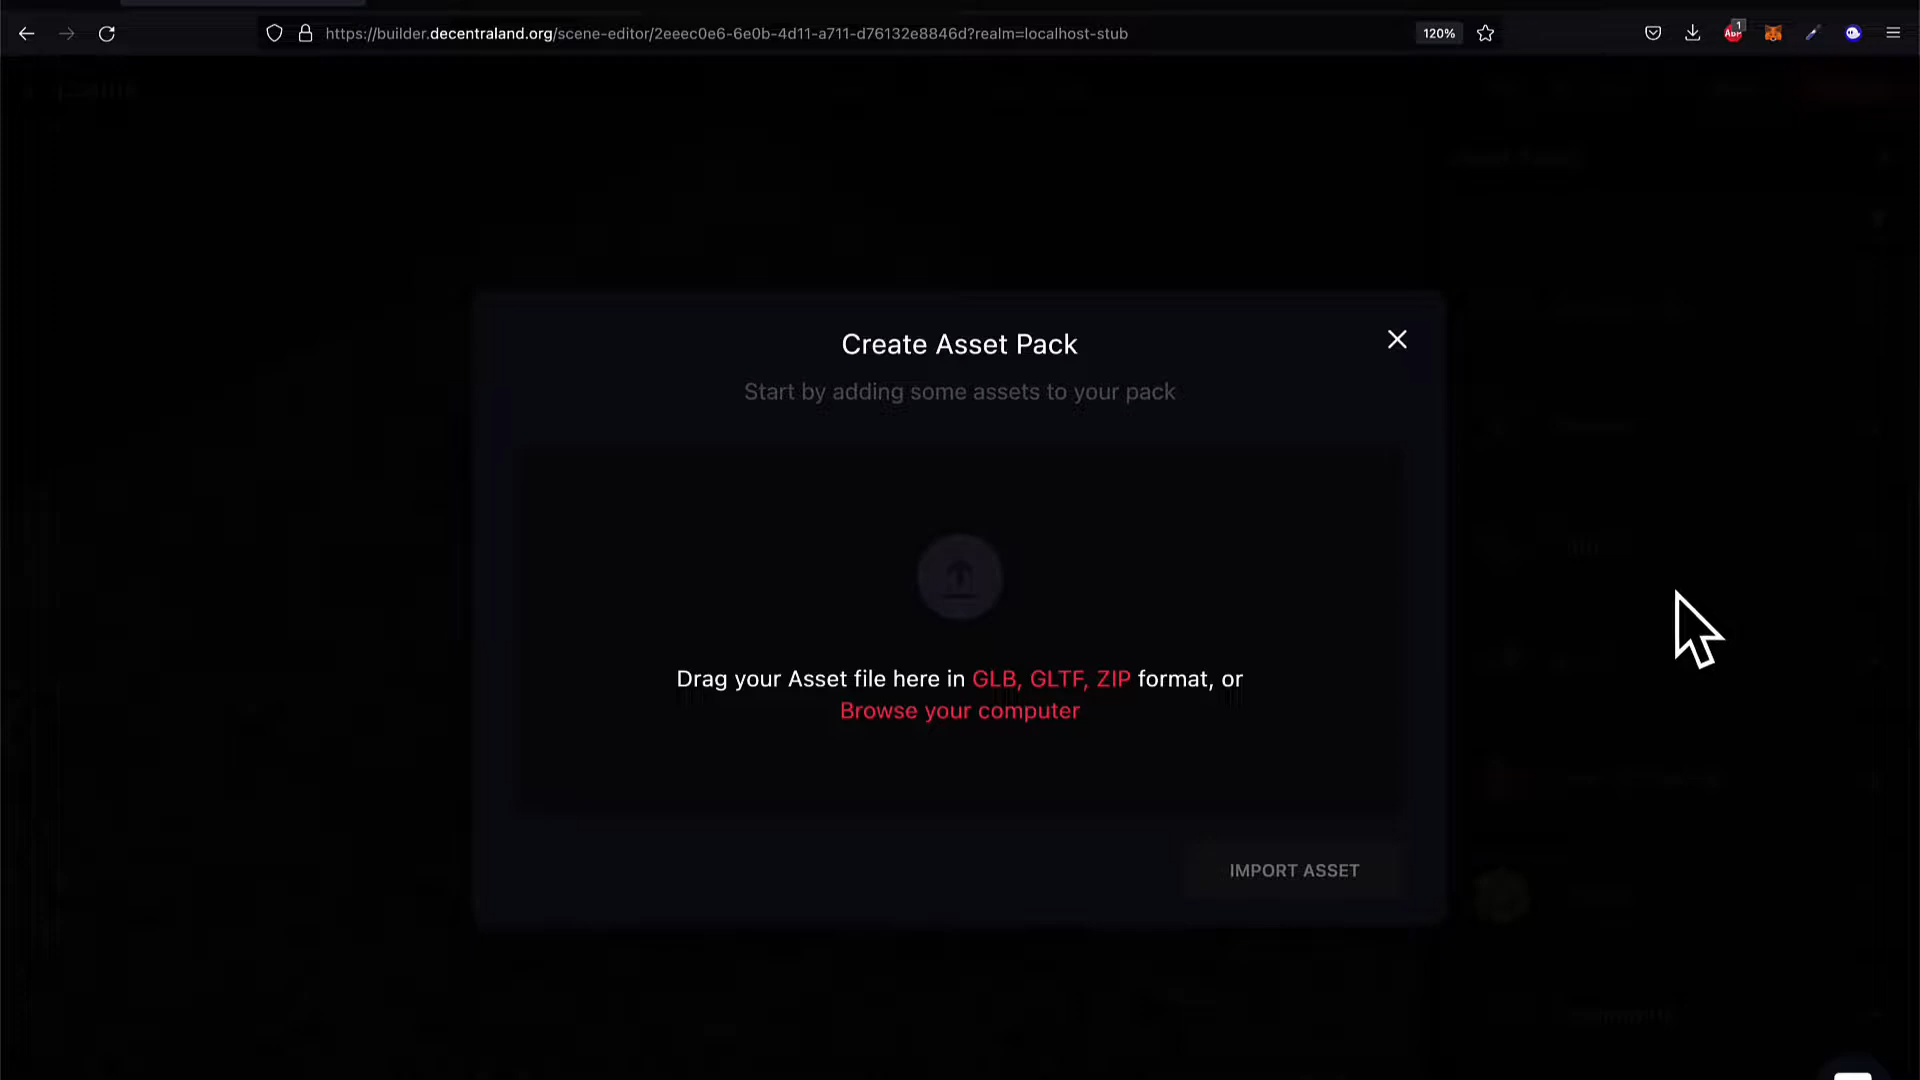 https://builder.decentraland.org/scene-editor/2eeec0e6-6e0b-4d11-a711-d76132e8846d?realm=localhost-stub
120%
1
ABP
Create Asset Pack
Start by adding some assets to your pack
Drag your Asset file here in GLB, GLTF, ZIP format, or
Browse your computer
IMPORT ASSET